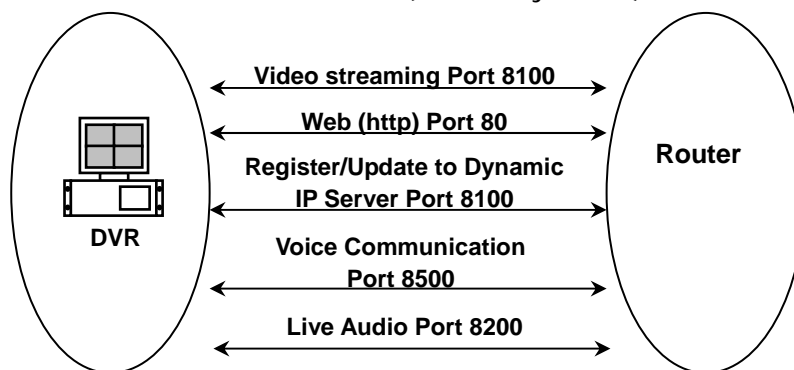 Video streaming Port 8100
Web (http) Port 80
Register/Update to Dynamic
IP Server Port 8100
Voice Communication
Port 8500
Live Audio Port 8200
DVR
Router